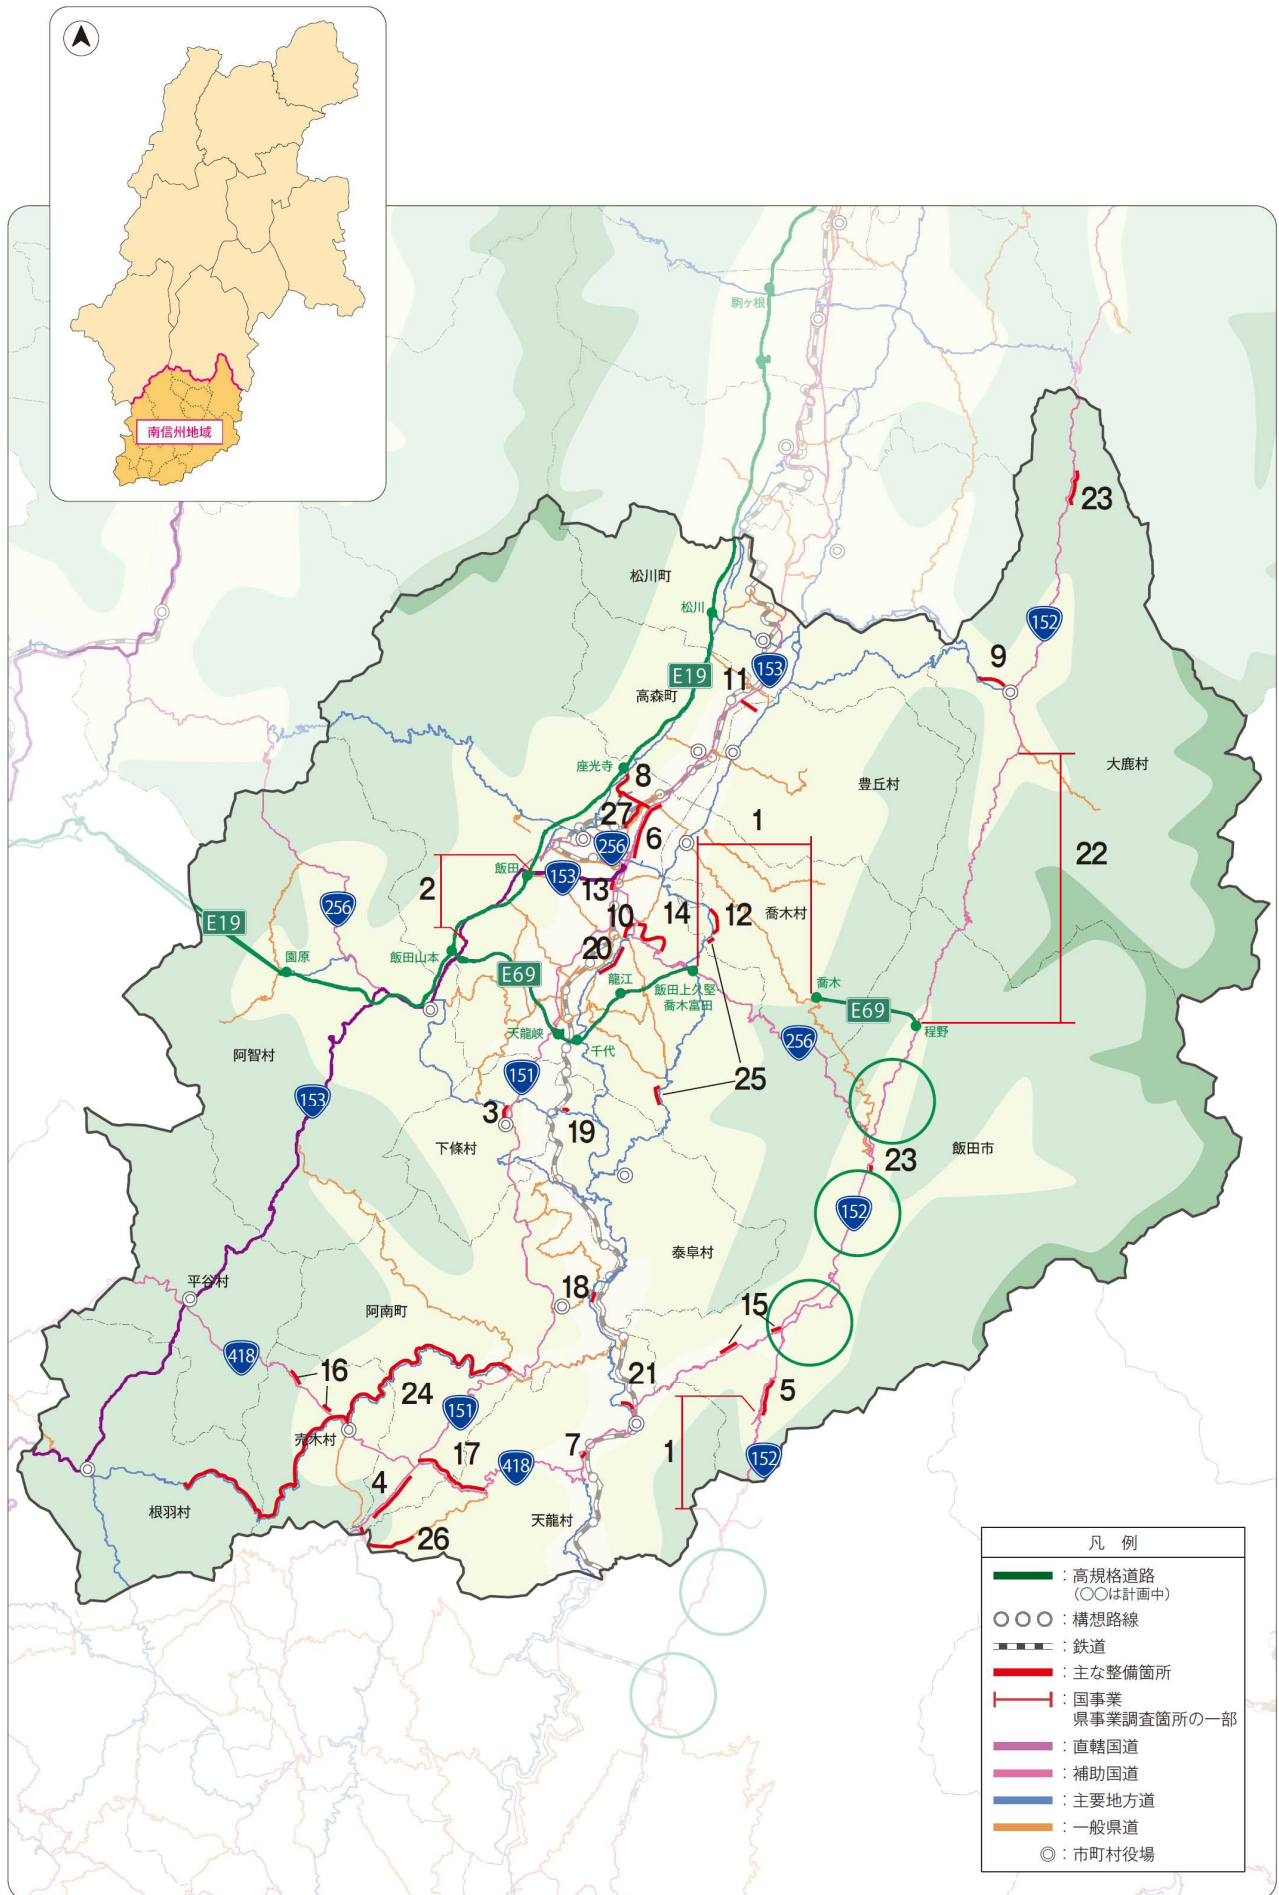 南信州地域
駒ヶ根
23
松川町
松川
152
9
153
E19
11
高森町
座光寺
8
大鹿村
豊丘村
27
1
6
256
22
飯田
153
2
13
10
14
12
喬木村
256
E19
20
園原
飯田山本
E69
龍江
飯田上久堅・
喬木富田
喬木
E69
程野
天龍峡
千代
256
阿智村
151
25
153
3
19
下條村
飯田市
23
152
泰阜村
平谷村
18
阿南町
15
418
16
21
24
5
151
売木村
7
1
17
418
152
4
根羽村
天龍村
26
凡 例
：高規格道路
（○○は計画中）
：構想路線
：鉄道
：主な整備箇所
：国事業
県事業調査箇所の一部
：直轄国道
：補助国道
：主要地方道
：一般県道
◎：市町村役場